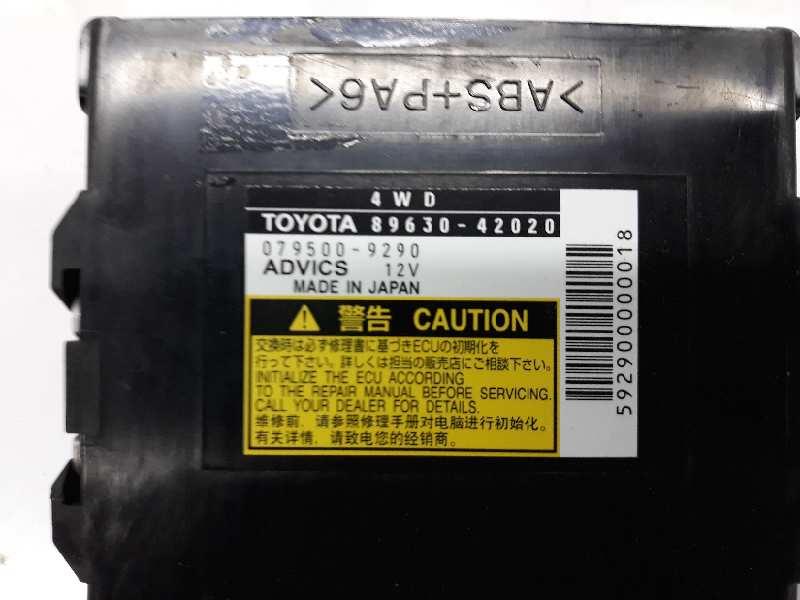 >ABS+PA6<
4WD
TOYOTA 89630-42020
079500-9290
ADVICS 12V
MADE IN JAPAN
警告 CAUTION
交換時は必ず修理書に基づきECUの初期化を
行って下さい。詳しくは担当の販売店にご相談下さい。
INITIALIZE THE ECU ACCORDING
TO THE REPAIR MANUAL BEFORE SERVICING.
CALL YOUR DEALER FOR DETAILS.
维修前, 请参照修理手册对电脑进行初始化。
有关详情, 请致电您的经销商。
5929000000018